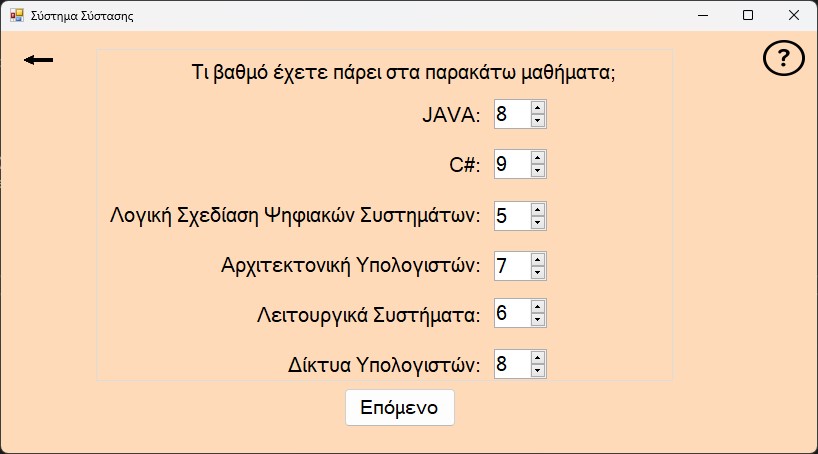 Σύστημα Σύστασης
?
Τι βαθμό έχετε πάρει στα παρακάτω μαθήματα;
JAVA: 8
C#: 9
Λογική Σχεδίαση Ψηφιακών Συστημάτων: 5
Αρχιτεκτονική Υπολογιστών: 7
Λειτουργικά Συστήματα: 6
Δίκτυα Υπολογιστών: 8
Επόμενο